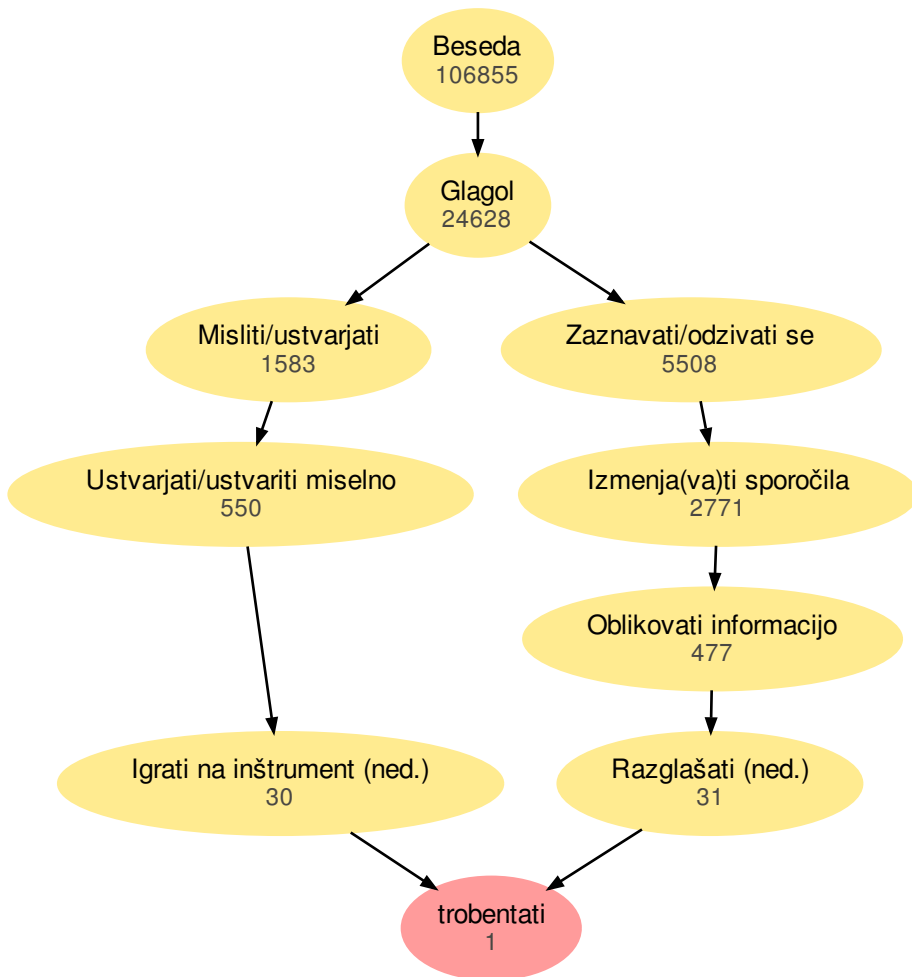 Beseda
106855
Glagol
24628
Misliti/ustvarjati
1583
Zaznavati/odzivati se
5508
Ustvarjati/ustvariti miselno
550
Izmenja(va)ti sporočila
2771
Oblikovati informacijo
477
Igrati na inštrument (ned.)
30
Razglašati (ned.)
31
trobentati
1